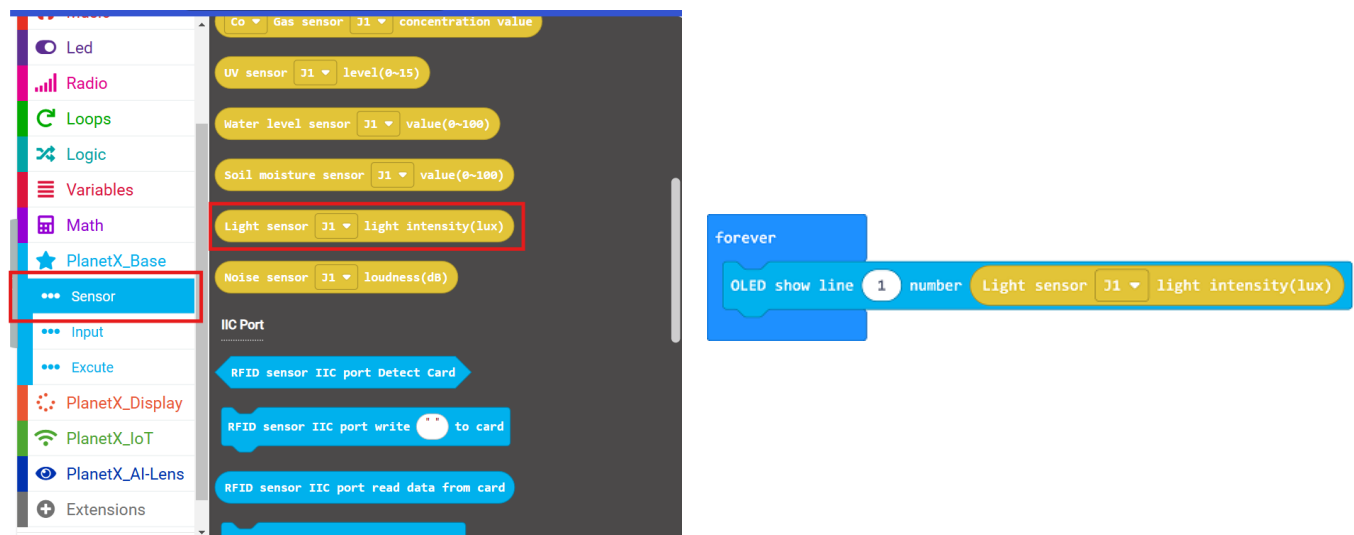 Music
Led
Radio
Loops
Logic
Variables
Math
PlanetX_Base
Sensor
Input
Excute
PlanetX_Display
PlanetX_IoT
PlanetX_AI-Lens
Extensions
Co Gas sensor J1 concentration value
UV sensor J1 level(0~15)
Water level sensor J1 value(0~100)
Soil moisture sensor J1 value(0~100)
Light sensor J1 light intensity(lux)
Noise sensor J1 loudness(dB)
IIC Port
RFID sensor IIC port Detect Card
RFID sensor IIC port write " " to card
RFID sensor IIC port read data from card
forever
OLED show line 1 number Light sensor J1 light intensity(lux)